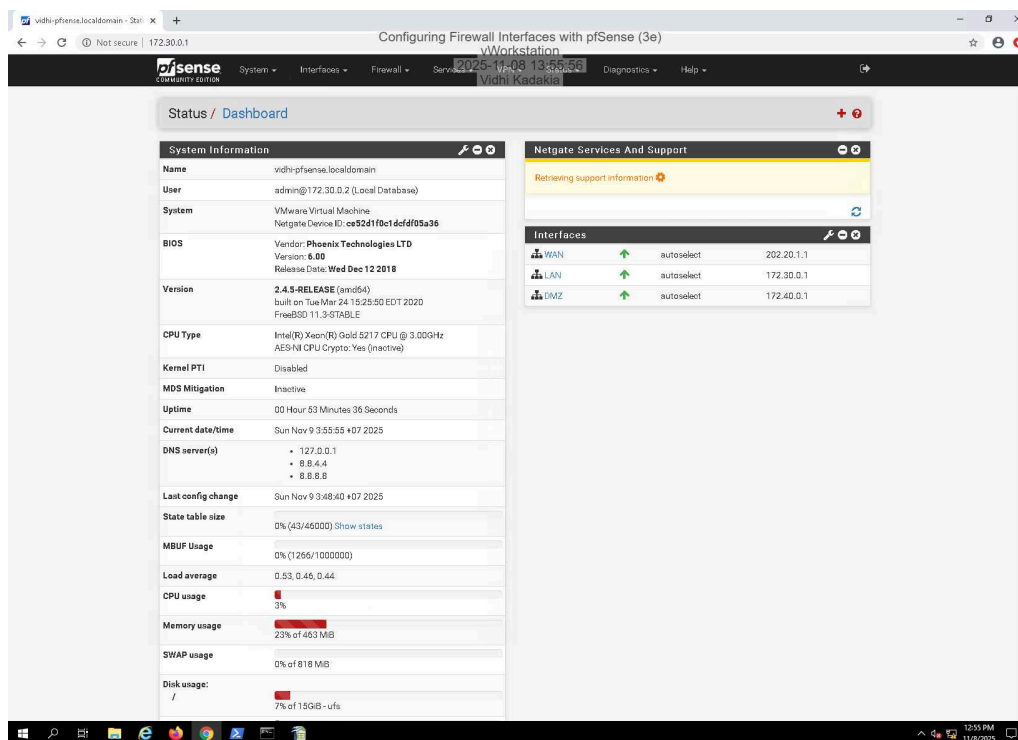 vidhi-pfsense.localdomain - Stat
Not secure | 172.30.0.1
Configuring Firewall Interfaces with pfSense (3e)
vWorkstation
2025-11-08 13:55:56
Vidhi Kadakia
pfsense
COMMUNITY EDITION
System Interfaces Firewall Services VPN Status Diagnostics Help
Status / Dashboard
System Information
Name vidhi-pfsense.localdomain
User admin@172.30.0.2 (Local Database)
System VMware Virtual Machine
Netgate Device ID: ce52d1f0c1dcfdf05a36
BIOS Vendor: Phoenix Technologies LTD
Version: 6.00
Release Date: Wed Dec 12 2018
Version 2.4.5-RELEASE (amd64)
built on Tue Mar 24 15:25:50 EDT 2020
FreeBSD 11.3-STABLE
CPU Type Intel(R) Xeon(R) Gold 5217 CPU @ 3.00GHz
AES-NI CPU Crypto: Yes (inactive)
Kernel PTI Disabled
MDS Mitigation Inactive
Uptime 00 Hour 53 Minutes 36 Seconds
Current date/time Sun Nov 9 3:55:55 +07 2025
DNS server(s)
• 127.0.0.1
• 8.8.4.4
• 8.8.8.8
Last config change Sun Nov 9 3:48:40 +07 2025
State table size
0% (43/46000) Show states
MBUF Usage
0% (1266/1000000)
Load average 0.53, 0.46, 0.44
CPU usage
3%
Memory usage
23% of 463 MiB
SWAP usage
0% of 818 MiB
Disk usage:
/
7% of 15GiB - ufs
Netgate Services And Support
Retrieving support information
Interfaces
WAN autoselect 202.20.1.1
LAN autoselect 172.30.0.1
DMZ autoselect 172.40.0.1
12:55 PM
11/8/2025